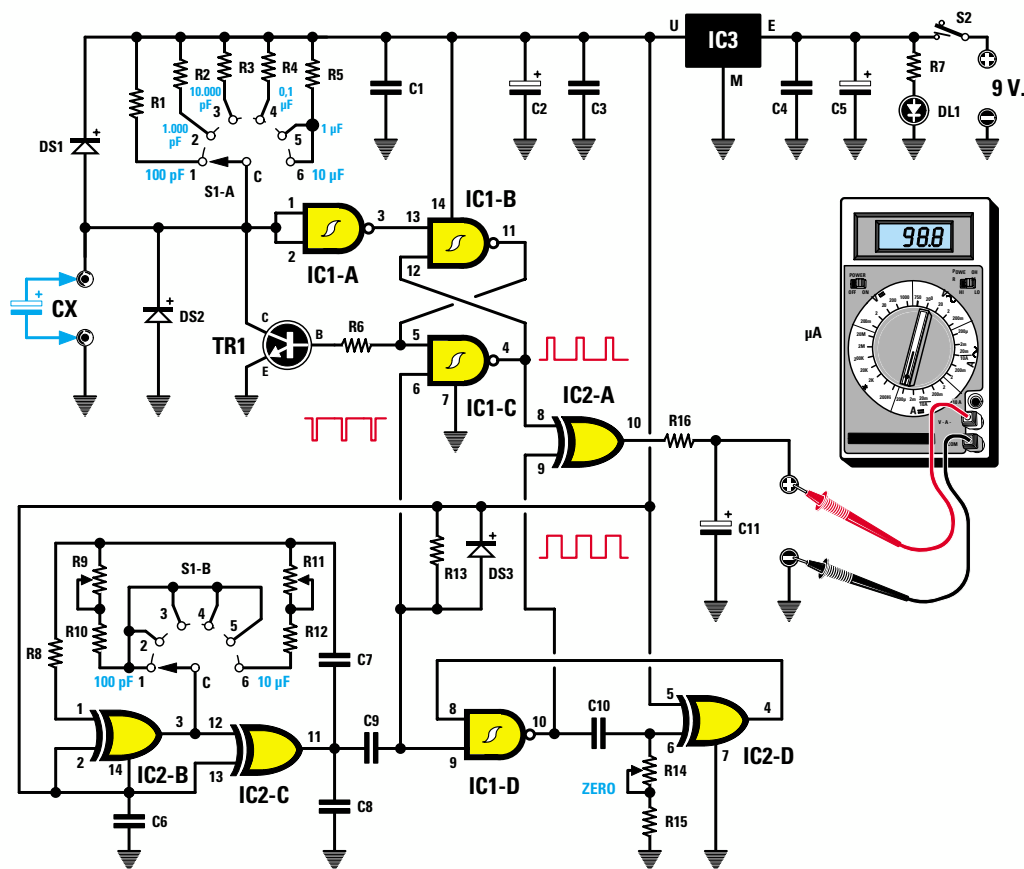 U
IC3
E
S2
M
R1
R2
10.000
pF
R3
R4
0,1
µF
R5
C1
+
C2
C3
C4
+
C5
R7
DL1
9 V.
+
DS1
1.000
pF
2
3
4
5
1 µF
100 pF 1
C
6 10 µF
S1-A
1
2
3
IC1-A
13
14
12
11
IC1-B
+
CX
+
DS2
C
TR1
B
E
R6
5
6
4
7
IC1-C
IC2-A
8
9
10
R16
µA
98.8
POWER
OFF ON
HI LO
V - A -
+
C11
+
R13
+
DS3
R9
R10
R8
S1-B
3
4
2
5
100 pF 1
C
6 10 µF
R11
R12
C7
1
2
3
14
IC2-B
12
13
11
IC2-C
C6
C8
C9
8
9
10
IC1-D
C10
5
6
4
7
IC2-D
ZERO
R14
R15